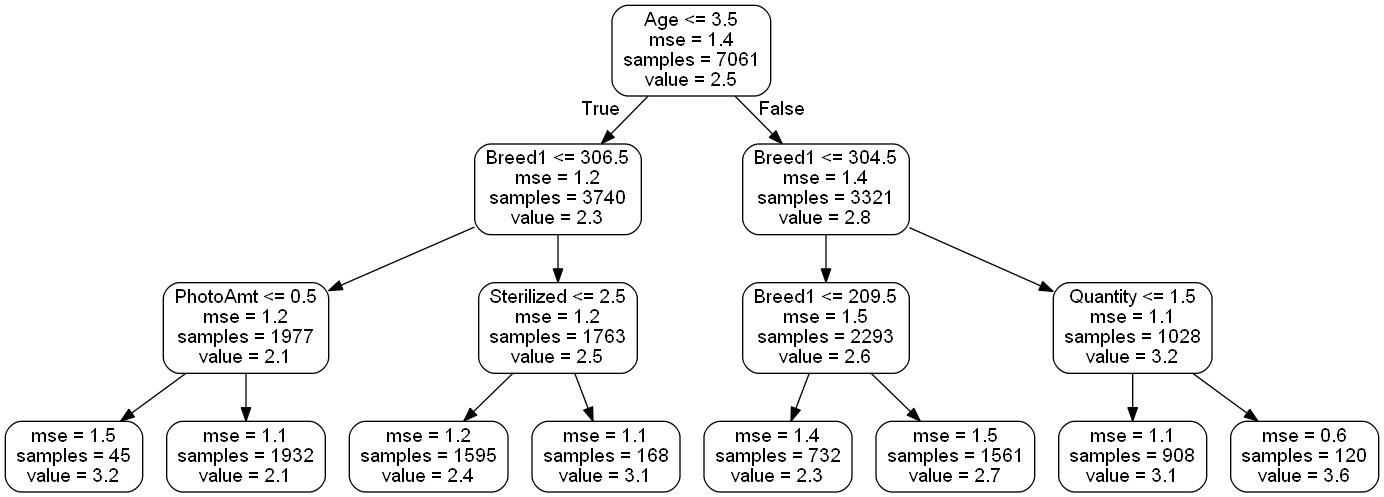 Age <= 3.5
mse = 1.4
samples = 7061
value = 2.5
True
False
Breed1 <= 306.5
mse = 1.2
samples = 3740
value = 2.3
Breed1 <= 304.5
mse = 1.4
samples = 3321
value = 2.8
PhotoAmt <= 0.5
mse = 1.2
samples = 1977
value = 2.1
Sterilized <= 2.5
mse = 1.2
samples = 1763
value = 2.5
Breed1 <= 209.5
mse = 1.5
samples = 2293
value = 2.6
Quantity <= 1.5
mse = 1.1
samples = 1028
value = 3.2
mse = 1.5
samples = 45
value = 3.2
mse = 1.1
samples = 1932
value = 2.1
mse = 1.2
samples = 1595
value = 2.4
mse = 1.1
samples = 168
value = 3.1
mse = 1.4
samples = 732
value = 2.3
mse = 1.5
samples = 1561
value = 2.7
mse = 1.1
samples = 908
value = 3.1
mse = 0.6
samples = 120
value = 3.6